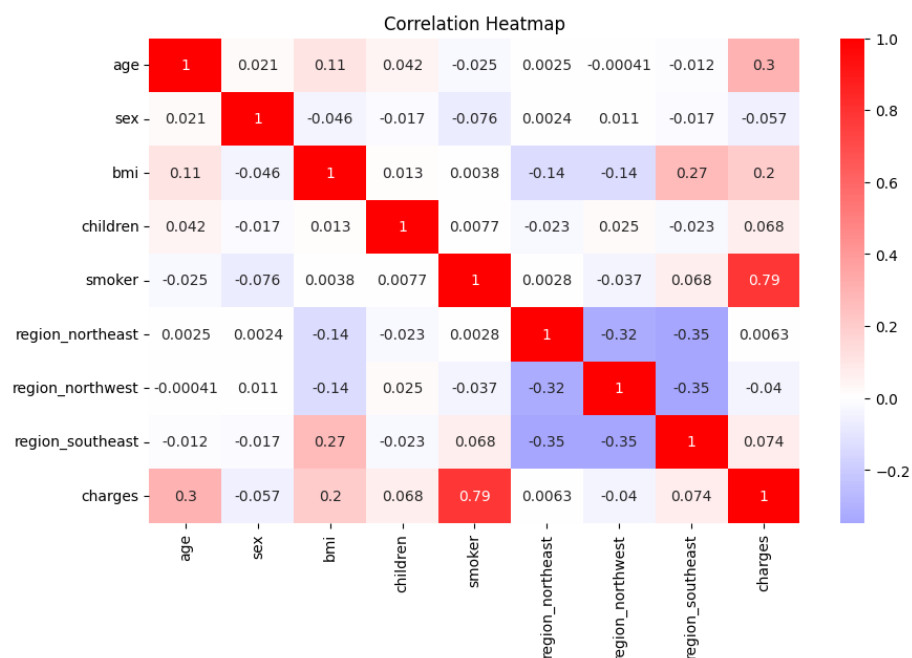 Correlation Heatmap
age 1 0.021 0.11 0.042 -0.025 0.0025 -0.00041 -0.012 0.3
sex 0.021 1 -0.046 -0.017 -0.076 0.0024 0.011 -0.017 -0.057
bmi 0.11 -0.046 1 0.013 0.0038 -0.14 -0.14 0.27 0.2
children 0.042 -0.017 0.013 1 0.0077 -0.023 0.025 -0.023 0.068
smoker -0.025 -0.076 0.0038 0.0077 1 0.0028 -0.037 0.068 0.79
region_northeast 0.0025 0.0024 -0.14 -0.023 0.0028 1 -0.32 -0.35 0.0063
region_northwest -0.00041 0.011 -0.14 0.025 -0.037 -0.32 1 -0.35 -0.04
region_southeast -0.012 -0.017 0.27 -0.023 0.068 -0.35 -0.35 1 0.074
charges 0.3 -0.057 0.2 0.068 0.79 0.0063 -0.04 0.074 1
age sex bmi children smoker region_northeast region_northwest region_southeast charges
1.0
0.8
0.6
0.4
0.2
0.0
−0.2